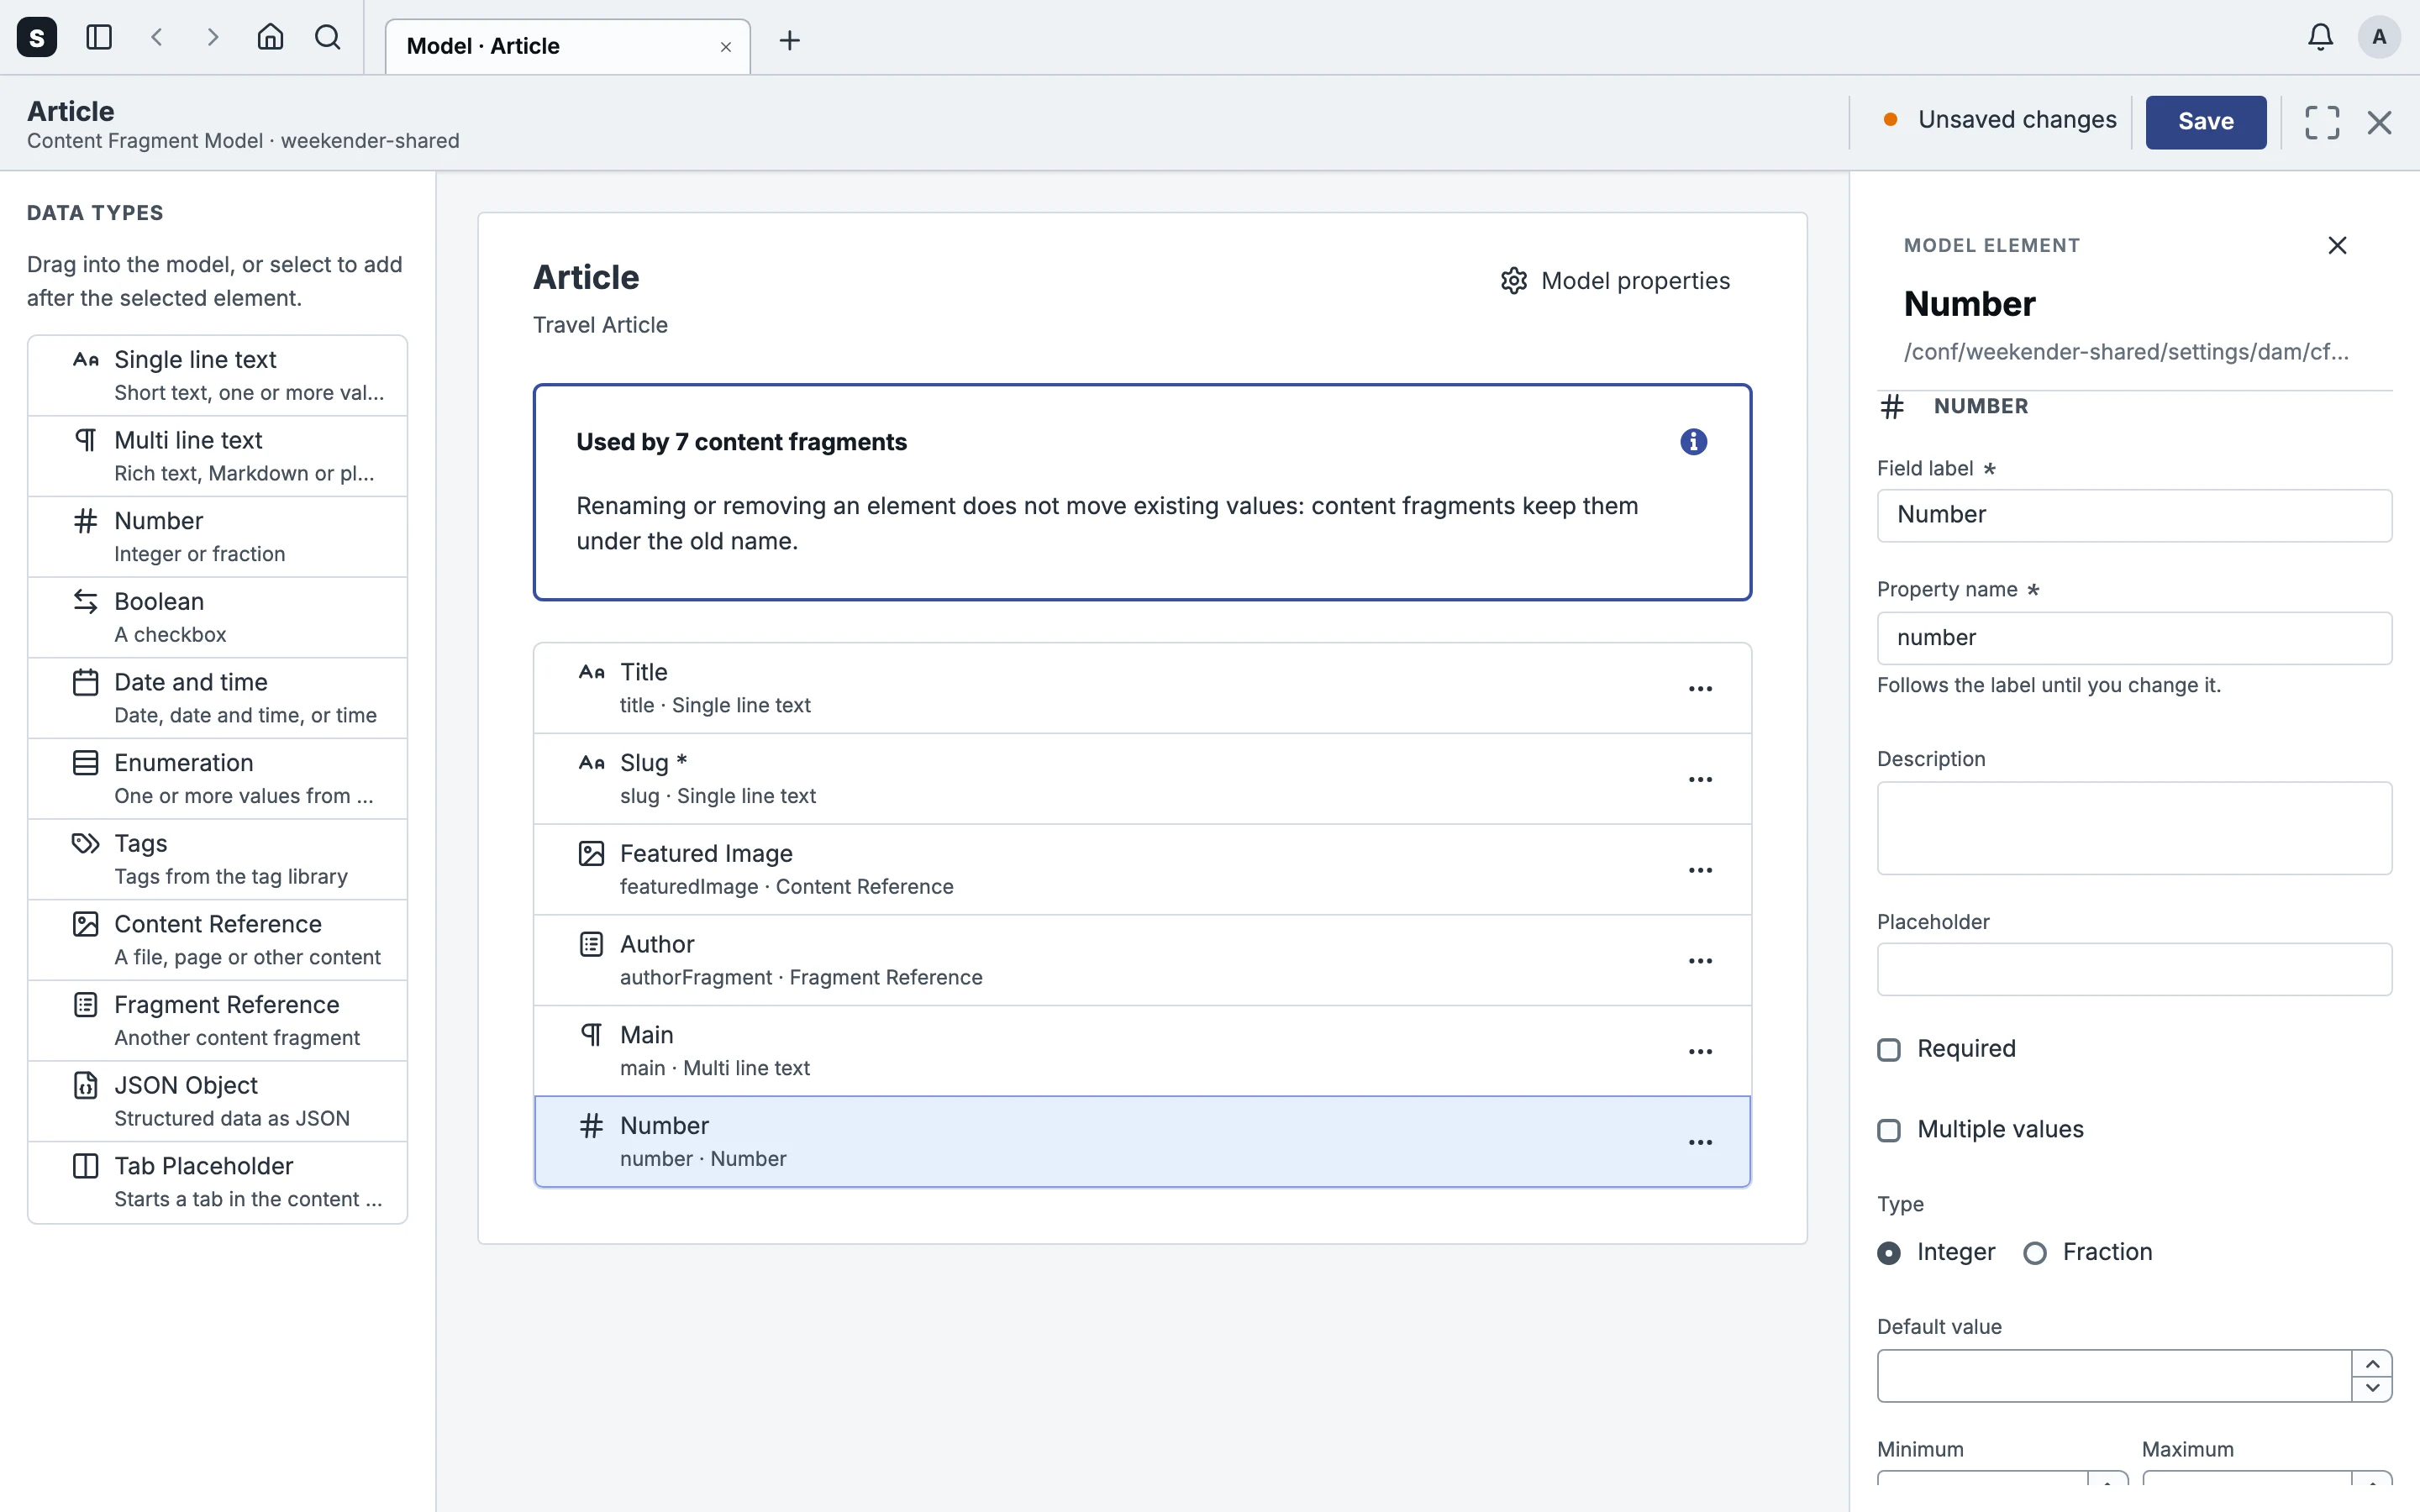 S
Model · Article
A
Article
Content Fragment Model · weekender-shared
Unsaved changes
Save
DATA TYPES
Drag into the model, or select to add
after the selected element.
Single line text
Short text, one or more val...
Multi line text
Rich text, Markdown or pl...
Number
Integer or fraction
Boolean
A checkbox
Date and time
Date, date and time, or time
Enumeration
One or more values from ...
Tags
Tags from the tag library
Content Reference
A file, page or other content
Fragment Reference
Another content fragment
JSON Object
Structured data as JSON
Tab Placeholder
Starts a tab in the content ...
Article
Model properties
Travel Article
Used by 7 content fragments
Renaming or removing an element does not move existing values: content fragments keep them
under the old name.
Title
title · Single line text
Slug *
slug · Single line text
Featured Image
featuredImage · Content Reference
Author
authorFragment · Fragment Reference
Main
main · Multi line text
Number
number · Number
MODEL ELEMENT
Number
/conf/weekender-shared/settings/dam/cf...
NUMBER
Field label *
Number
Property name *
number
Follows the label until you change it.
Description
Placeholder
Required
Multiple values
Type
Integer
Fraction
Default value
Minimum
Maximum